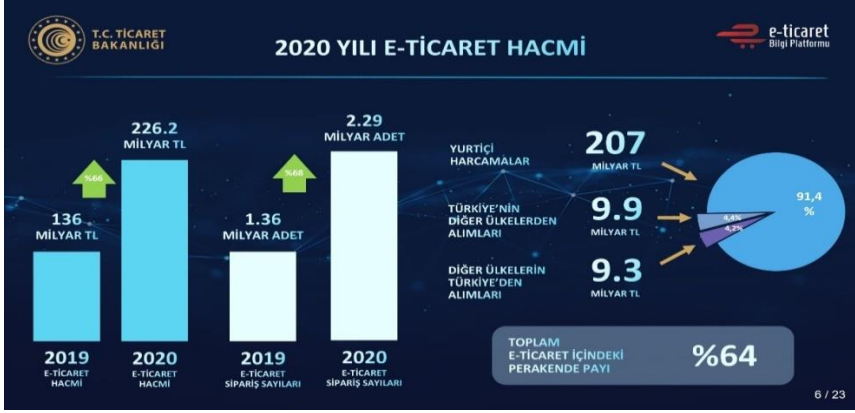 T.C. TİCARET
BAKANLIĞI
2020 YILI E-TİCARET HACMİ
e-ticaret
Bilgi Platformu
226.2
MİLYAR TL
%66
136
MİLYAR TL
2019
E-TİCARET
HACMİ
2020
E-TİCARET
HACMİ
2.29
MİLYAR ADET
%68
1.36
MİLYAR ADET
2019
E-TİCARET
SİPARİŞ SAYILARI
2020
E-TİCARET
SİPARİŞ SAYILARI
YURTİÇİ
HARCAMALAR
207
MİLYAR TL
TÜRKİYE'NİN
DİĞER ÜLKELERDEN
ALIMLARI
9.9
MİLYAR TL
DİĞER ÜLKELERİN
TÜRKİYE'DEN
ALIMLARI
9.3
MİLYAR TL
91,4
%
4,4%
4,2%
TOPLAM
E-TİCARET İÇİNDEKİ
PERAKENDE PAYI
%64
6 / 23